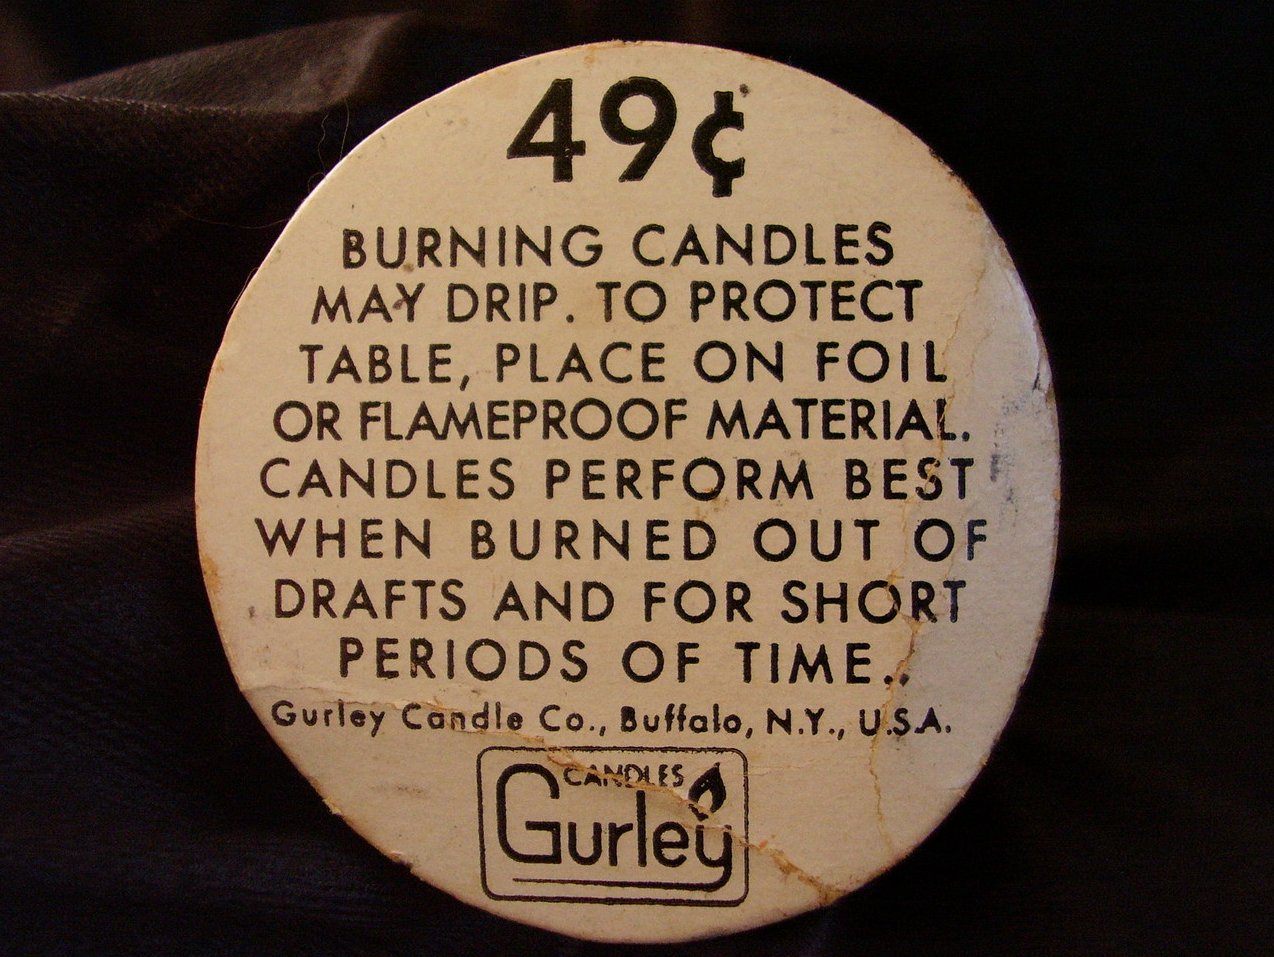 49¢
BURNING CANDLES
MAY DRIP. TO PROTECT
TABLE, PLACE ON FOIL
OR FLAMEPROOF MATERIAL.
CANDLES PERFORM BEST
WHEN BURNED OUT OF
DRAFTS AND FOR SHORT
PERIODS OF TIME..
Gurley Candle Co., Buffalo, N.Y., U.S.A.
CANDLES
Gurley